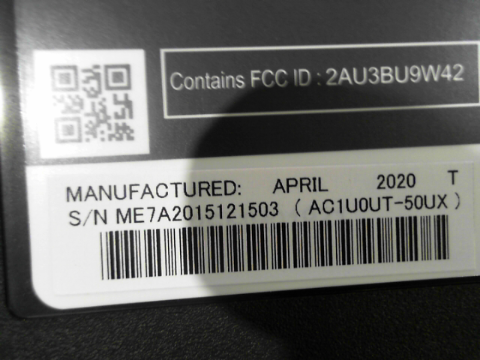 Contains FCC ID : 2AU3BU9W42
MANUFACTURED: APRIL 2020 T
S/N ME7A2015121503 ( AC1U0UT-50UX )